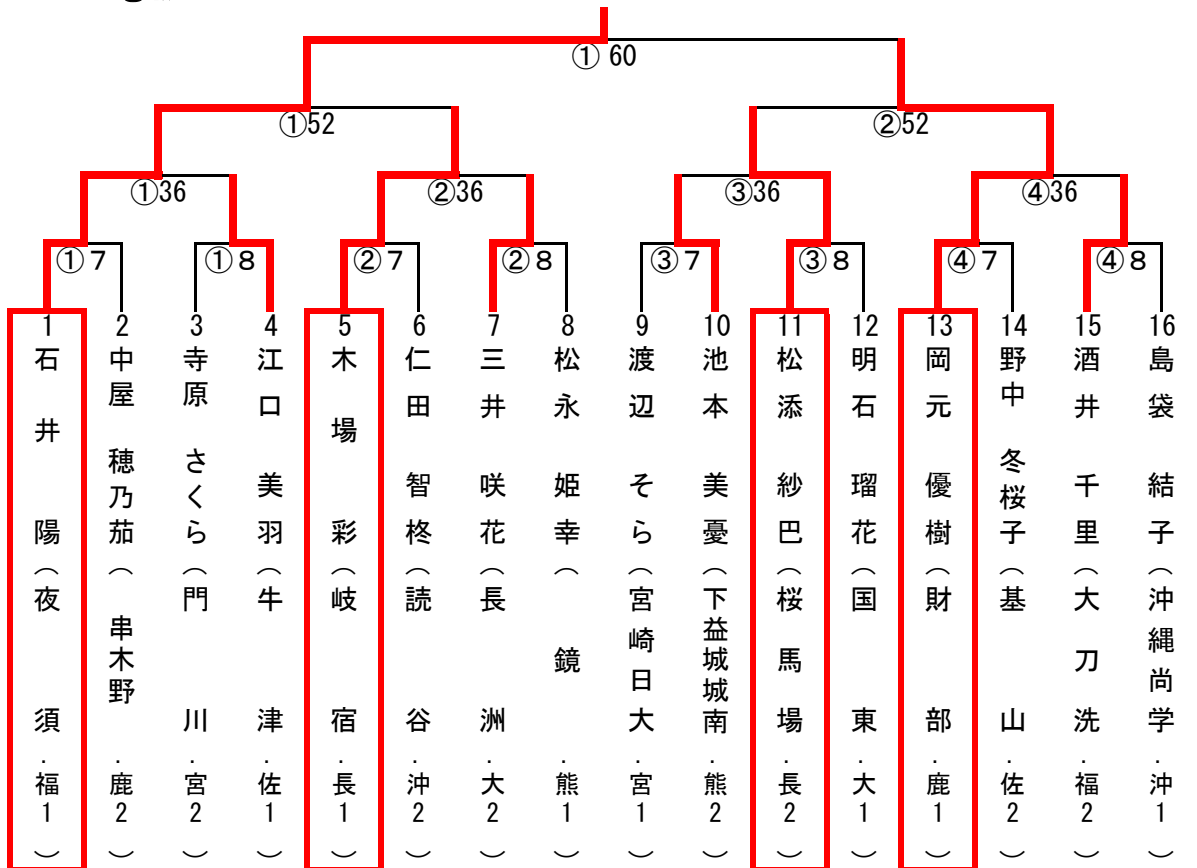 ① 60
①52
②52
①36
②36
③36
④36
①7
①8
②7
②8
③7
③8
④7
④8
1 石井 陽（夜須.福1）
2 中屋 穂乃茄（串木野.鹿2）
3 寺原 さくら（門川.宮2）
4 江口 美羽（牛津.佐1）
5 木場 彩（岐宿.長1）
6 仁田 智柊（読谷.沖2）
7 三井 咲花（長洲.大2）
8 松永 姫幸（鏡.熊1）
9 渡辺 そら（宮崎日大.宮1）
10 池本 美憂（下益城城南.熊2）
11 松添 紗巴（桜馬場.長2）
12 明石 瑠花（国東.大1）
13 岡元 優樹（財部.鹿1）
14 野中 冬桜子（基山.佐2）
15 酒井 千里（大刀洗.福2）
16 島袋 結子（沖縄尚学.沖1）